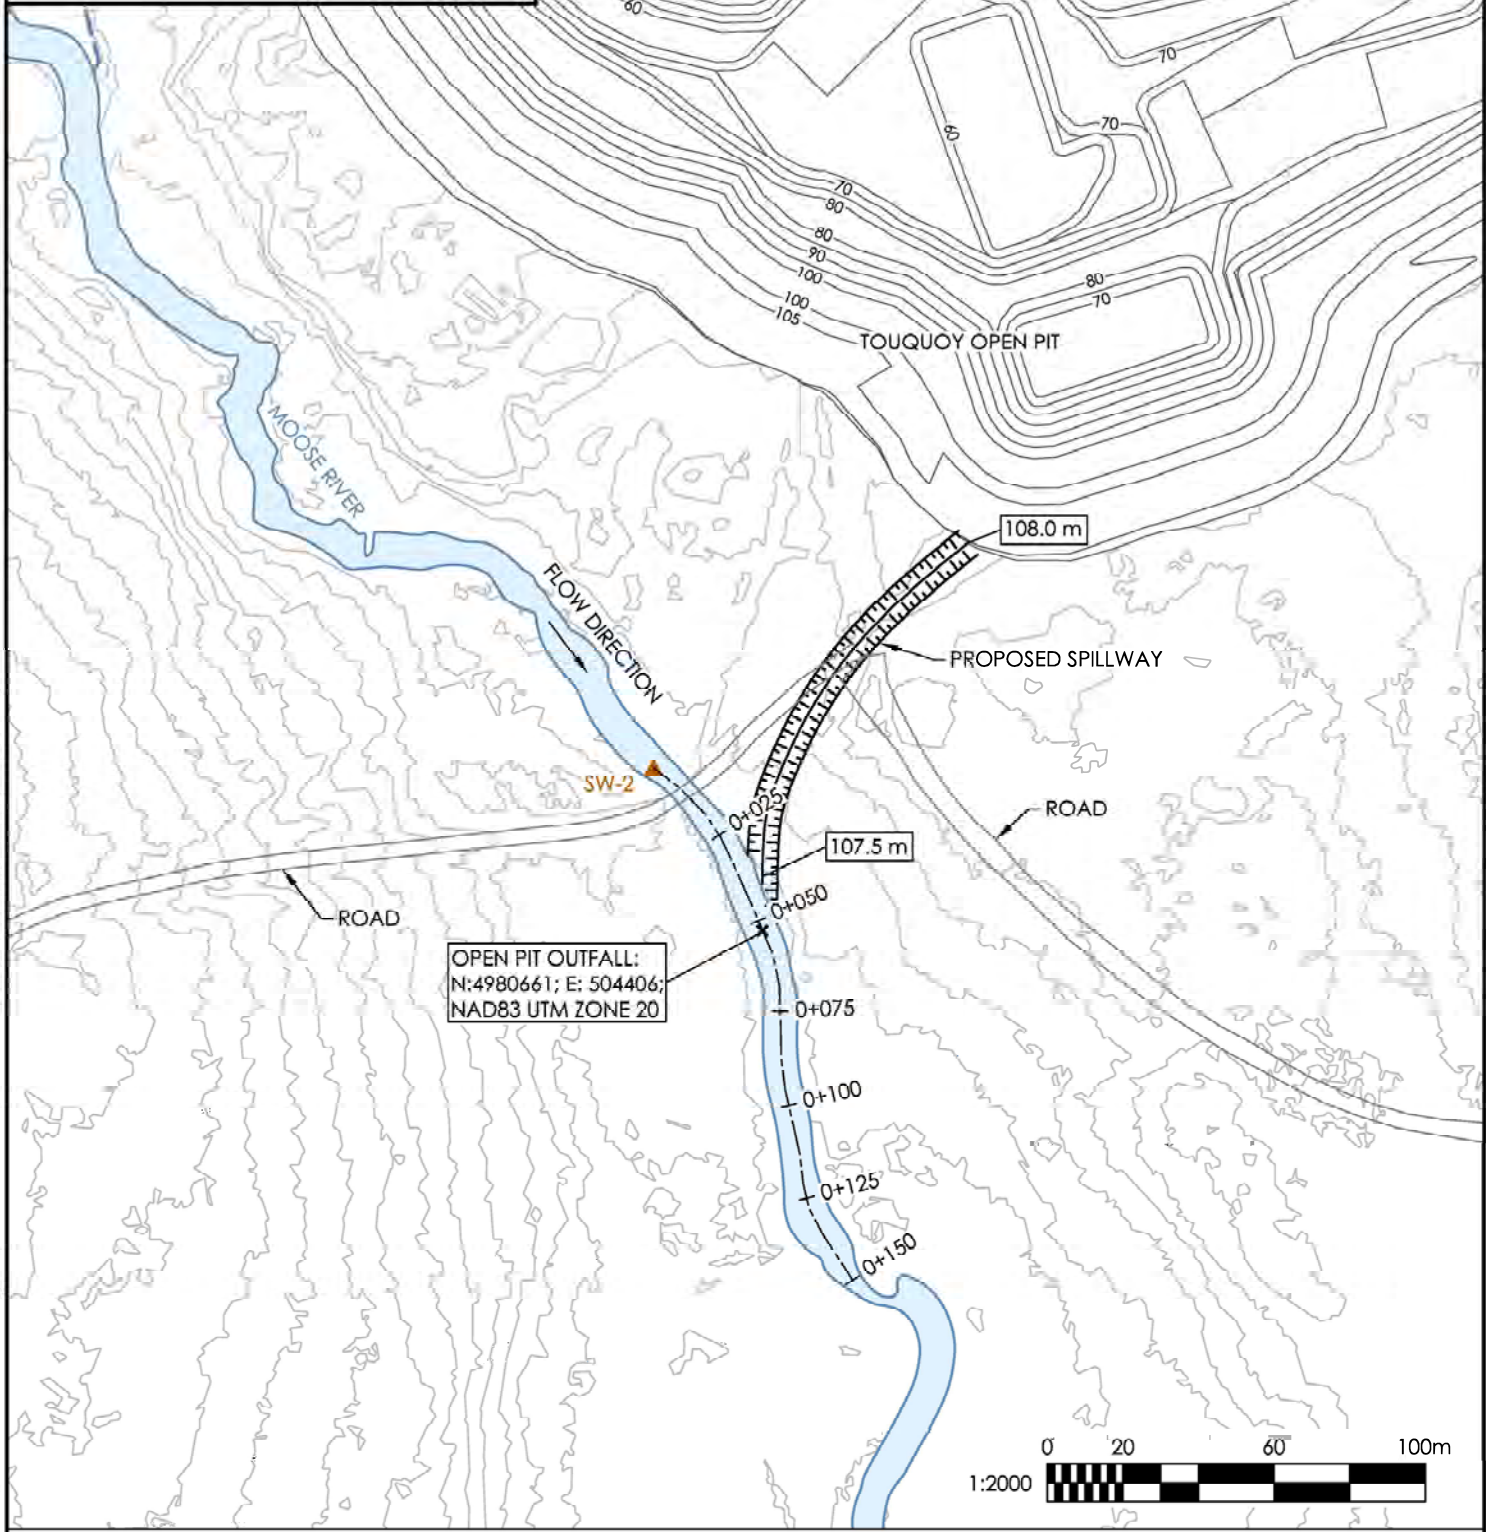 60
70
60
70
70
80
80
90
100
100
105
80
70
TOUQUOY OPEN PIT
MOOSE RIVER
108.0 m
FLOW DIRECTION
PROPOSED SPILLWAY
SW-2
0+025
ROAD
107.5 m
0+050
ROAD
OPEN PIT OUTFALL:
N:4980661; E: 504406;
NAD83 UTM ZONE 20
0+075
0+100
0+125
0+150
0 20 60 100m
1:2000